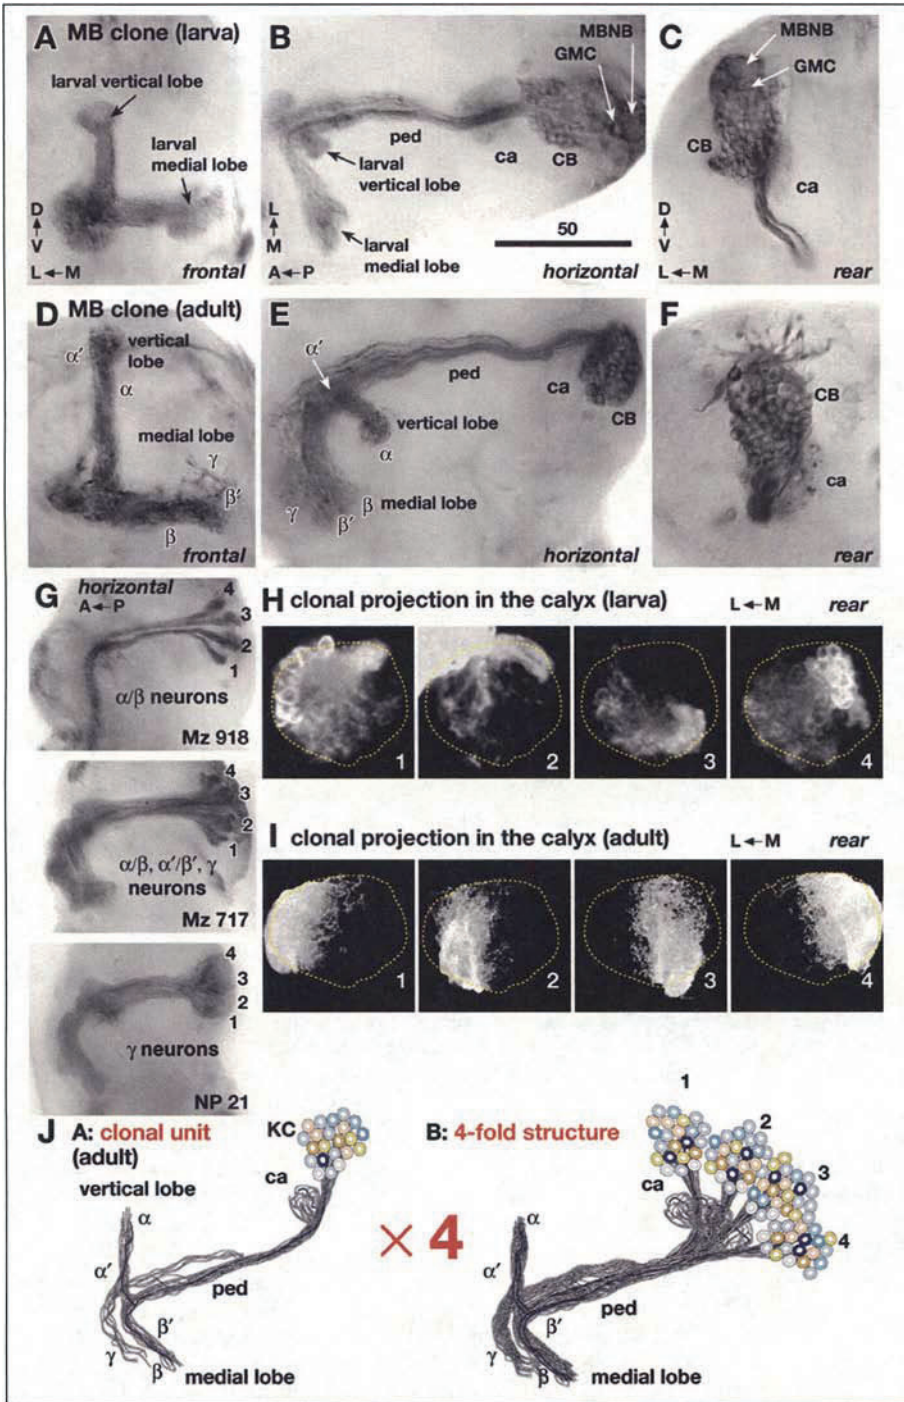 A MB clone (larva)
larval vertical lobe
larval
medial lobe
D
V
L M
frontal
B
MBNB
GMC
ped
ca
CB
larval
vertical lobe
larval
medial lobe
L
M
A P
50
horizontal
C
MBNB
GMC
CB
ca
D
V
L M
rear
D MB clone (adult)
α′
vertical
lobe
α
medial lobe
γ
β′
β
frontal
E
α′
ped
ca
CB
vertical lobe
α
γ
β′
β
medial lobe
horizontal
F
CB
ca
rear
G horizontal
A P
4
3
2
1
α/β neurons
Mz 918
4
3
2
1
α/β, α′/β′, γ
neurons
Mz 717
4
3
2
1
γ neurons
NP 21
H clonal projection in the calyx (larva) L M rear
1
2
3
4
I clonal projection in the calyx (adult) L M rear
1
2
3
4
J A: clonal unit
(adult)
KC
ca
vertical lobe
α
α′
ped
β′
γ
β
medial lobe
× 4
B: 4-fold structure
1
2
3
4
ca
α
α′
ped
β′
γ
β
medial lobe